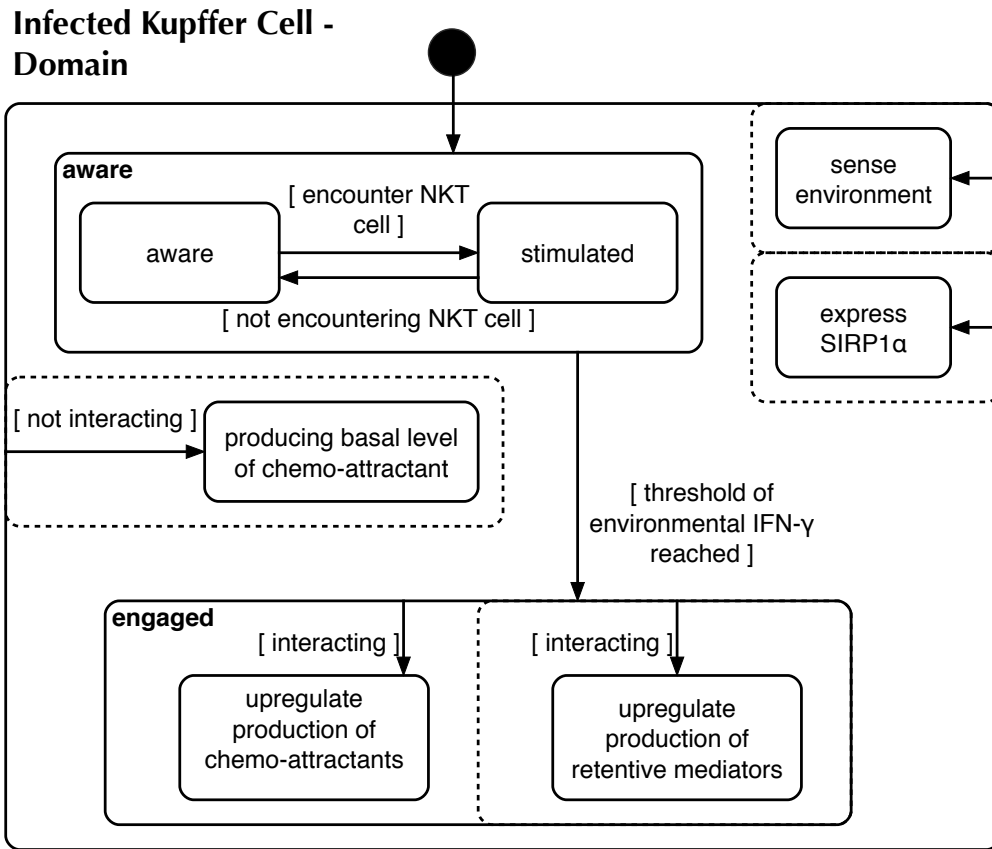 Infected Kupffer Cell -
Domain
aware
[ encounter NKT
cell ]
aware
stimulated
[ not encountering NKT cell ]
sense
environment
express
SIRP1α
[ not interacting ]
producing basal level
of chemo-attractant
[ threshold of
environmental IFN-γ
reached ]
engaged
[ interacting ]
[ interacting ]
upregulate
production of
chemo-attractants
upregulate
production of
retentive mediators